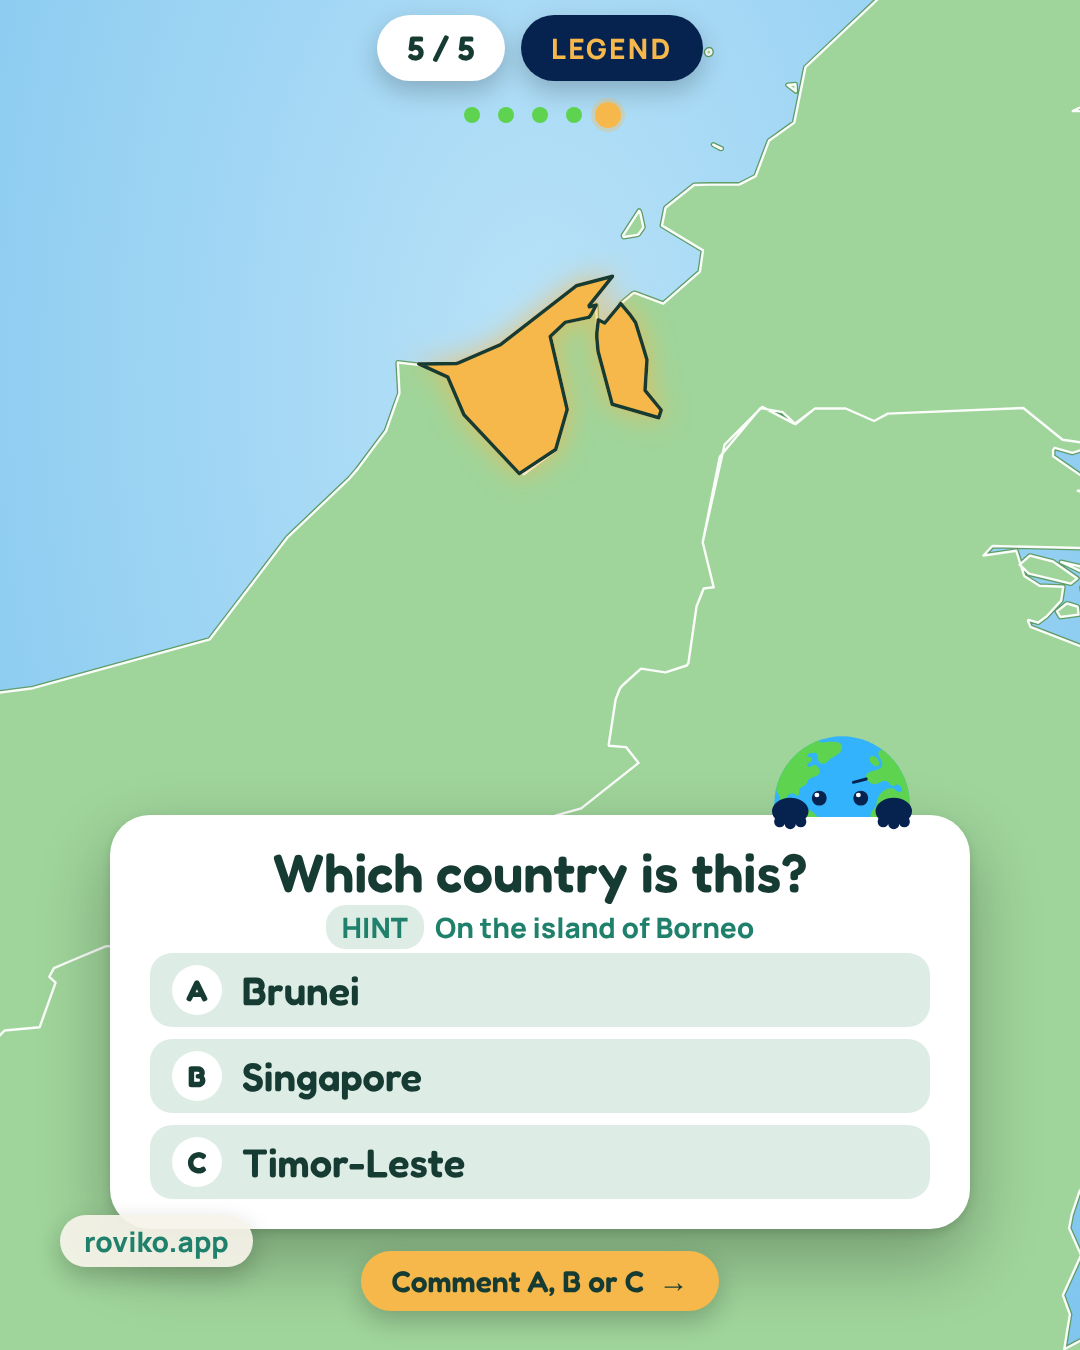 5 / 5
LEGEND
Which country is this?
HINT On the island of Borneo
A Brunei
B Singapore
C Timor-Leste
roviko.app
Comment A, B or C →